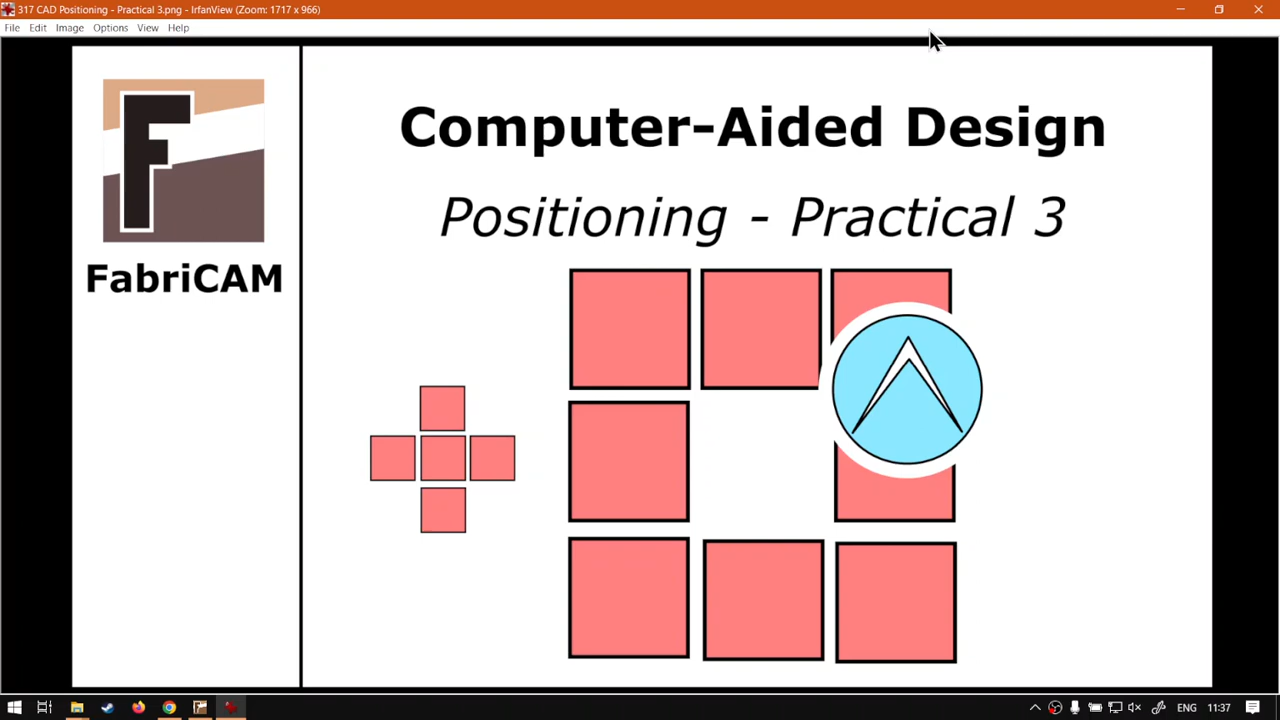 317 CAD Positioning - Practical 3.png - IrfanView (Zoom: 1717 x 966)
File Edit Image Options View Help
Computer-Aided Design
Positioning - Practical 3
F
FabriCAM
ENG 11:37